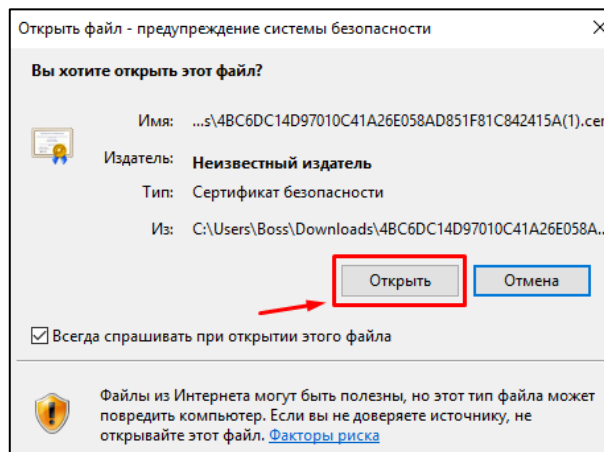 Открыть файл - предупреждение системы безопасности
Вы хотите открыть этот файл?
Имя: ...s\4BC6DC14D97010C41A26E058AD851F81C842415A(1).cer
Издатель: Неизвестный издатель
Тип: Сертификат безопасности
Из: C:\Users\Boss\Downloads\4BC6DC14D97010C41A26E058A...
Открыть Отмена
Всегда спрашивать при открытии этого файла
Файлы из Интернета могут быть полезны, но этот тип файла может
повредить компьютер. Если вы не доверяете источнику, не
открывайте этот файл. Факторы риска